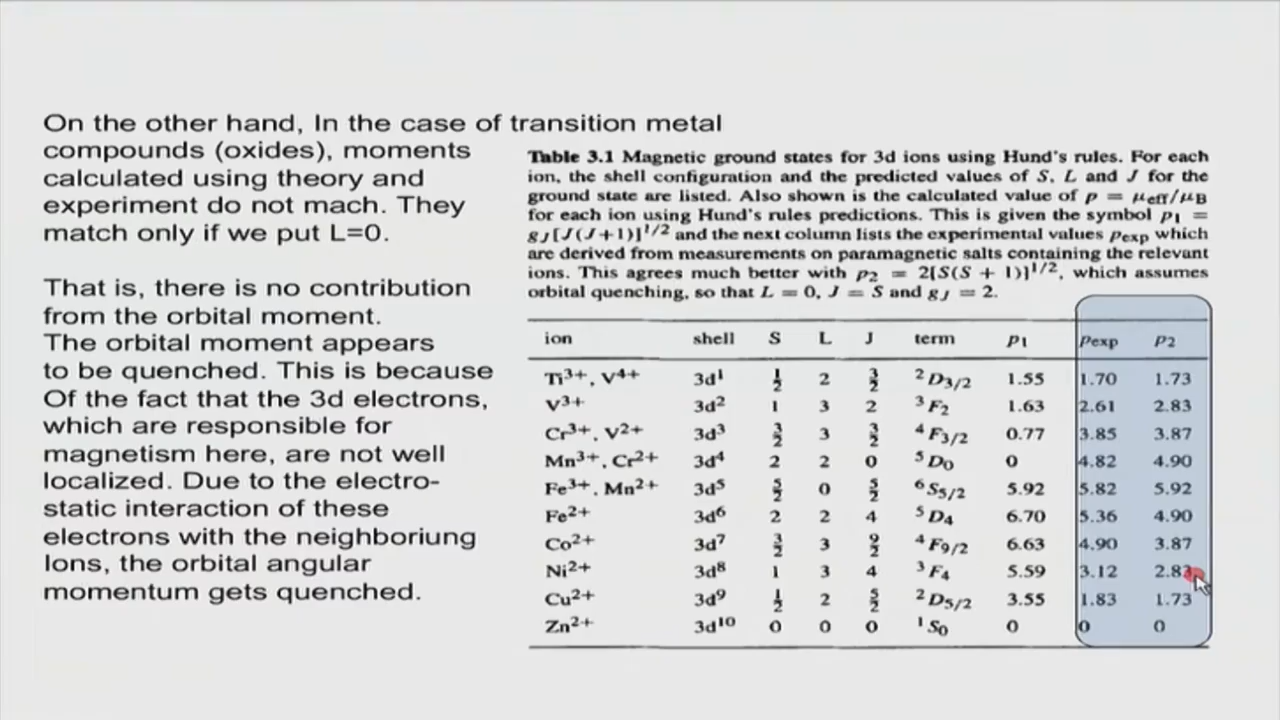 On the other hand, In the case of transition metal
compounds (oxides), moments
calculated using theory and
experiment do not mach. They
match only if we put L=0.
That is, there is no contribution
from the orbital moment.
The orbital moment appears
to be quenched. This is because
Of the fact that the 3d electrons,
which are responsible for
magnetism here, are not well
localized. Due to the electro-
static interaction of these
electrons with the neighboriung
Ions, the orbital angular
momentum gets quenched.
Table 3.1 Magnetic ground states for 3d ions using Hund's rules. For each
ion, the shell configuration and the predicted values of S, L and J for the
ground state are listed. Also shown is the calculated value of p = μeff/μB
for each ion using Hund's rules predictions. This is given the symbol p1 =
gJ[J(J+1)]^1/2 and the next column lists the experimental values pexp which
are derived from measurements on paramagnetic salts containing the relevant
ions. This agrees much better with p2 = 2[S(S + 1)]^1/2, which assumes
orbital quenching, so that L = 0, J = S and gJ = 2.
ion shell S L J term p1 pexp p2
Ti3+, V4+ 3d1 1/2 2 3/2 2D3/2 1.55 1.70 1.73
V3+ 3d2 1 3 2 3F2 1.63 2.61 2.83
Cr3+, V2+ 3d3 3/2 3 3/2 4F3/2 0.77 3.85 3.87
Mn3+, Cr2+ 3d4 2 2 0 5D0 0 4.82 4.90
Fe3+, Mn2+ 3d5 5/2 0 5/2 6S5/2 5.92 5.82 5.92
Fe2+ 3d6 2 2 4 5D4 6.70 5.36 4.90
Co2+ 3d7 3/2 3 9/2 4F9/2 6.63 4.90 3.87
Ni2+ 3d8 1 3 4 3F4 5.59 3.12 2.83
Cu2+ 3d9 1/2 2 5/2 2D5/2 3.55 1.83 1.73
Zn2+ 3d10 0 0 0 1S0 0 0 0